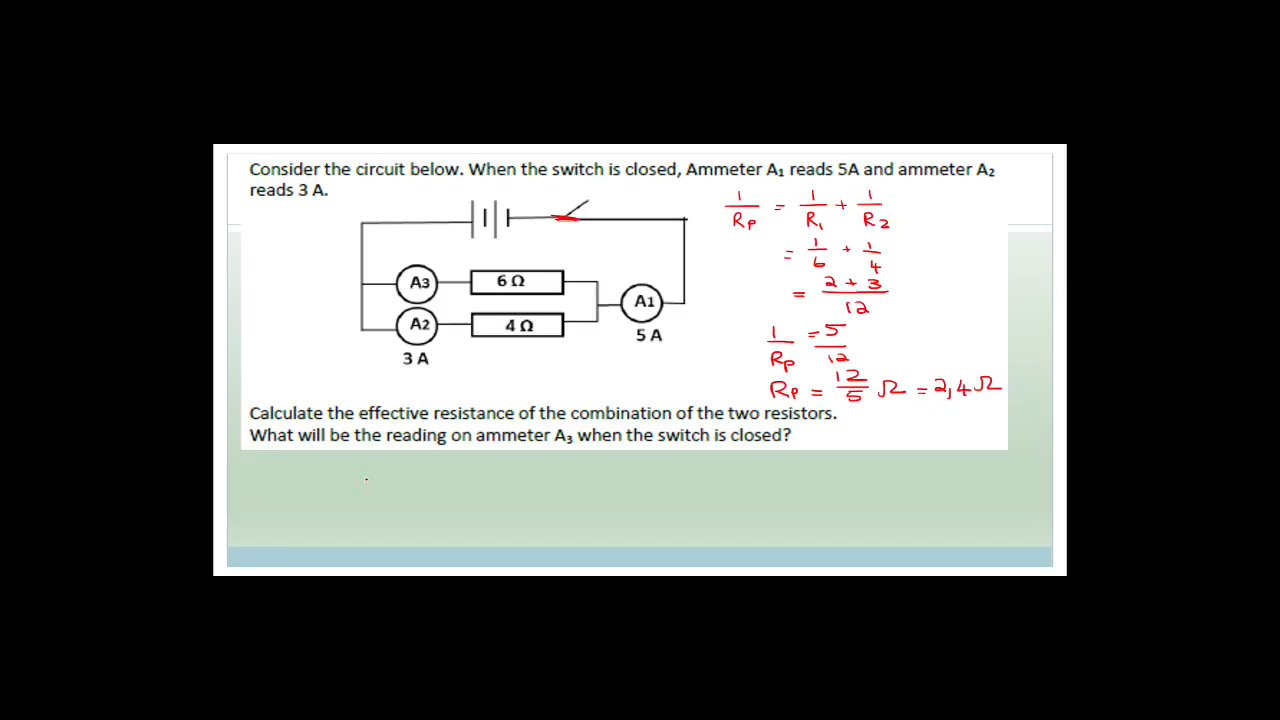 Consider the circuit below. When the switch is closed, Ammeter A₁ reads 5A and ammeter A₂
reads 3 A.
1/Rp = 1/R₁ + 1/R₂
= 1/6 + 1/4
= (2 + 3)/12
1/Rp = 5/12
Rp = 12/5 Ω = 2,4 Ω
A3
6 Ω
A1
5 A
A2
4 Ω
3 A
Calculate the effective resistance of the combination of the two resistors.
What will be the reading on ammeter A₃ when the switch is closed?